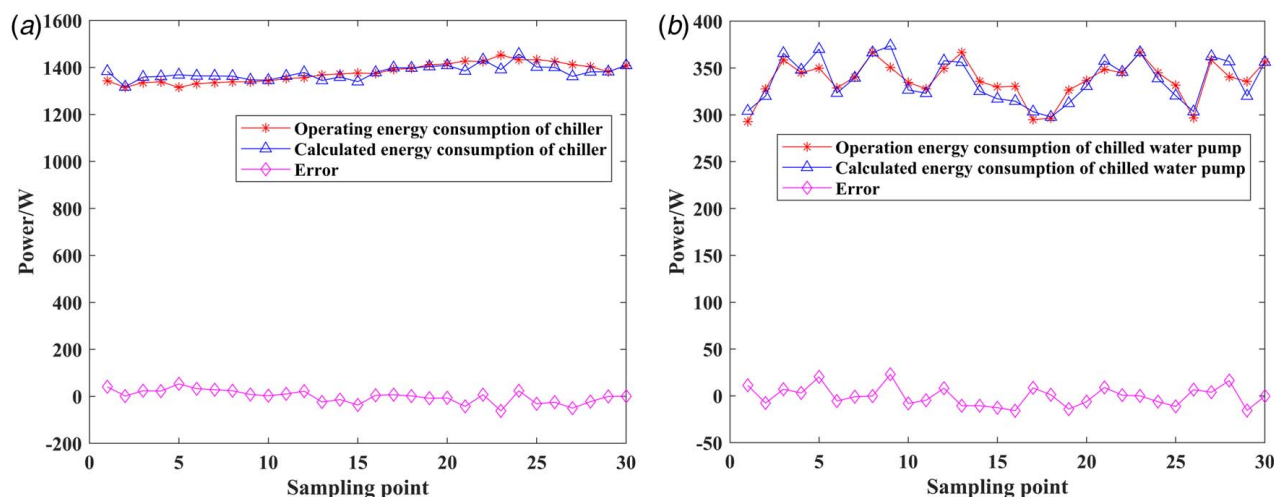 (a)
1600
1400
1200
1000
800
600
400
200
0
-200
Power/W
Operating energy consumption of chiller
Calculated energy consumption of chiller
Error
0 5 10 15 20 25 30
Sampling point
(b)
400
350
300
250
200
150
100
50
0
-50
Power/W
Operation energy consumption of chilled water pump
Calculated energy consumption of chilled water pump
Error
0 5 10 15 20 25 30
Sampling point